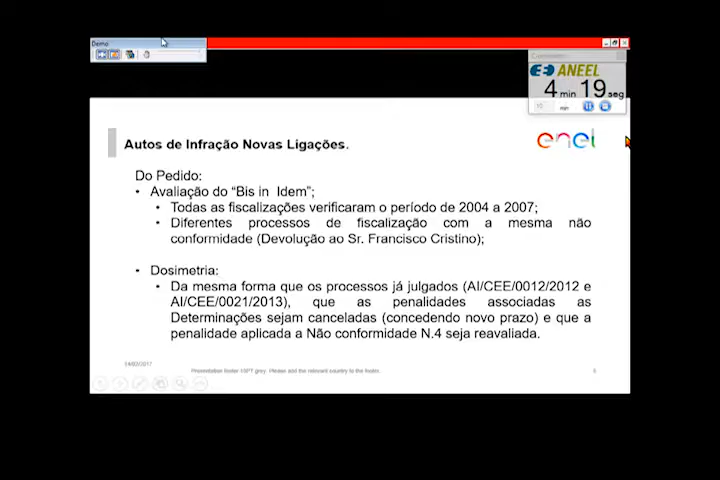 Demo
ANEEL
4 min 19 seg
10 min
enel
Autos de Infração Novas Ligações.
Do Pedido:
• Avaliação do “Bis in Idem”;
• Todas as fiscalizações verificaram o período de 2004 a 2007;
• Diferentes processos de fiscalização com a mesma não
conformidade (Devolução ao Sr. Francisco Cristino);
• Dosimetria:
• Da mesma forma que os processos já julgados (AI/CEE/0012/2012 e
AI/CEE/0021/2013), que as penalidades associadas as
Determinações sejam canceladas (concedendo novo prazo) e que a
penalidade aplicada a Não conformidade N.4 seja reavaliada.
14/02/2017
Presentation footer 10PT grey. Please add the relevant country to the footer.